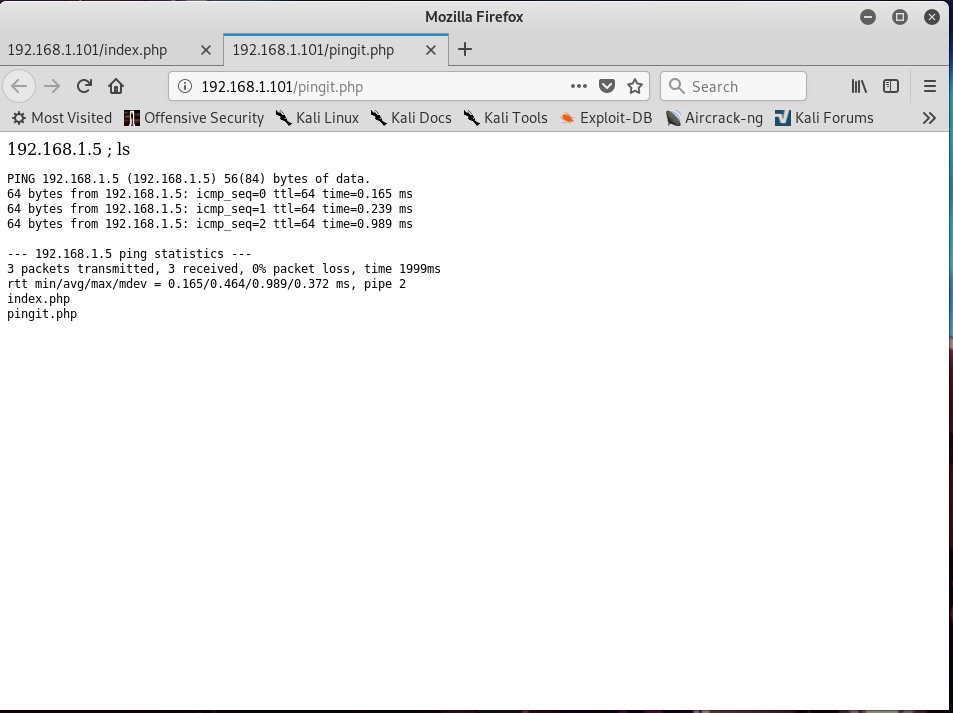 Mozilla Firefox
192.168.1.101/index.php
192.168.1.101/pingit.php
192.168.1.101/pingit.php
Search
Most Visited Offensive Security Kali Linux Kali Docs Kali Tools Exploit-DB Aircrack-ng Kali Forums
192.168.1.5 ; ls
PING 192.168.1.5 (192.168.1.5) 56(84) bytes of data.
64 bytes from 192.168.1.5: icmp_seq=0 ttl=64 time=0.165 ms
64 bytes from 192.168.1.5: icmp_seq=1 ttl=64 time=0.239 ms
64 bytes from 192.168.1.5: icmp_seq=2 ttl=64 time=0.989 ms
--- 192.168.1.5 ping statistics ---
3 packets transmitted, 3 received, 0% packet loss, time 1999ms
rtt min/avg/max/mdev = 0.165/0.464/0.989/0.372 ms, pipe 2
index.php
pingit.php